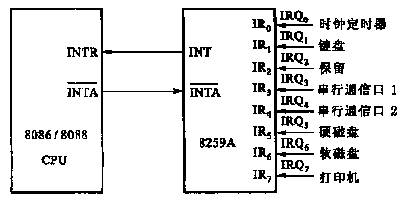 IRQ₀ 时钟定时器
IR₀
IRQ₁ 键盘
INTR INT IR₁
IRQ₂ 保留
IR₂
IRQ₃ 串行通信口 1
INTA INTA IR₃
IRQ₄ 串行通信口 2
IR₄
IRQ₅ 硬磁盘
8086/8088 8259A IR₅
IRQ₆ 软磁盘
CPU IR₆
IRQ₇ 打印机
IR₇